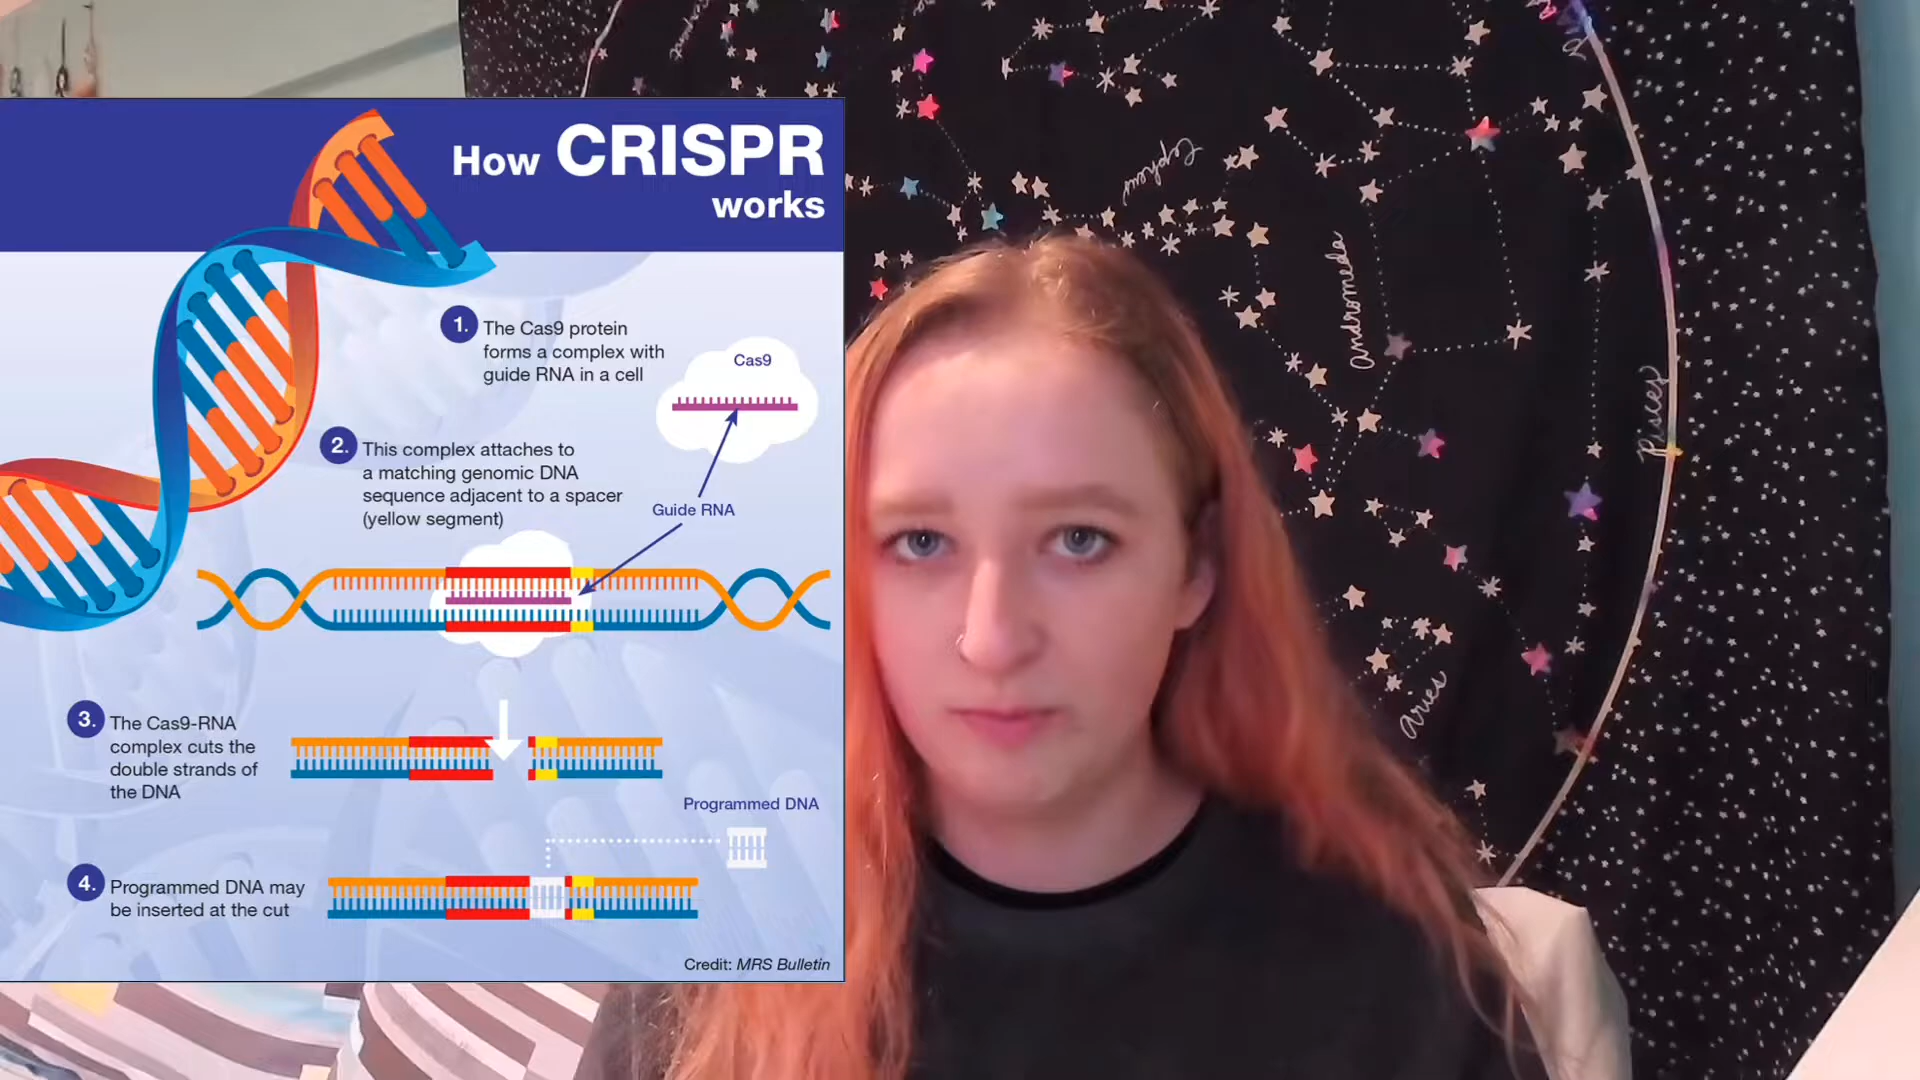 How CRISPR
works
1.
The Cas9 protein
forms a complex with
guide RNA in a cell
Cas9
2.
This complex attaches to
a matching genomic DNA
sequence adjacent to a spacer
(yellow segment)
Guide RNA
3.
The Cas9-RNA
complex cuts the
double strands of
the DNA
Programmed DNA
4.
Programmed DNA may
be inserted at the cut
Credit: MRS Bulletin
Cepheus
andromeda
Pisces
aries